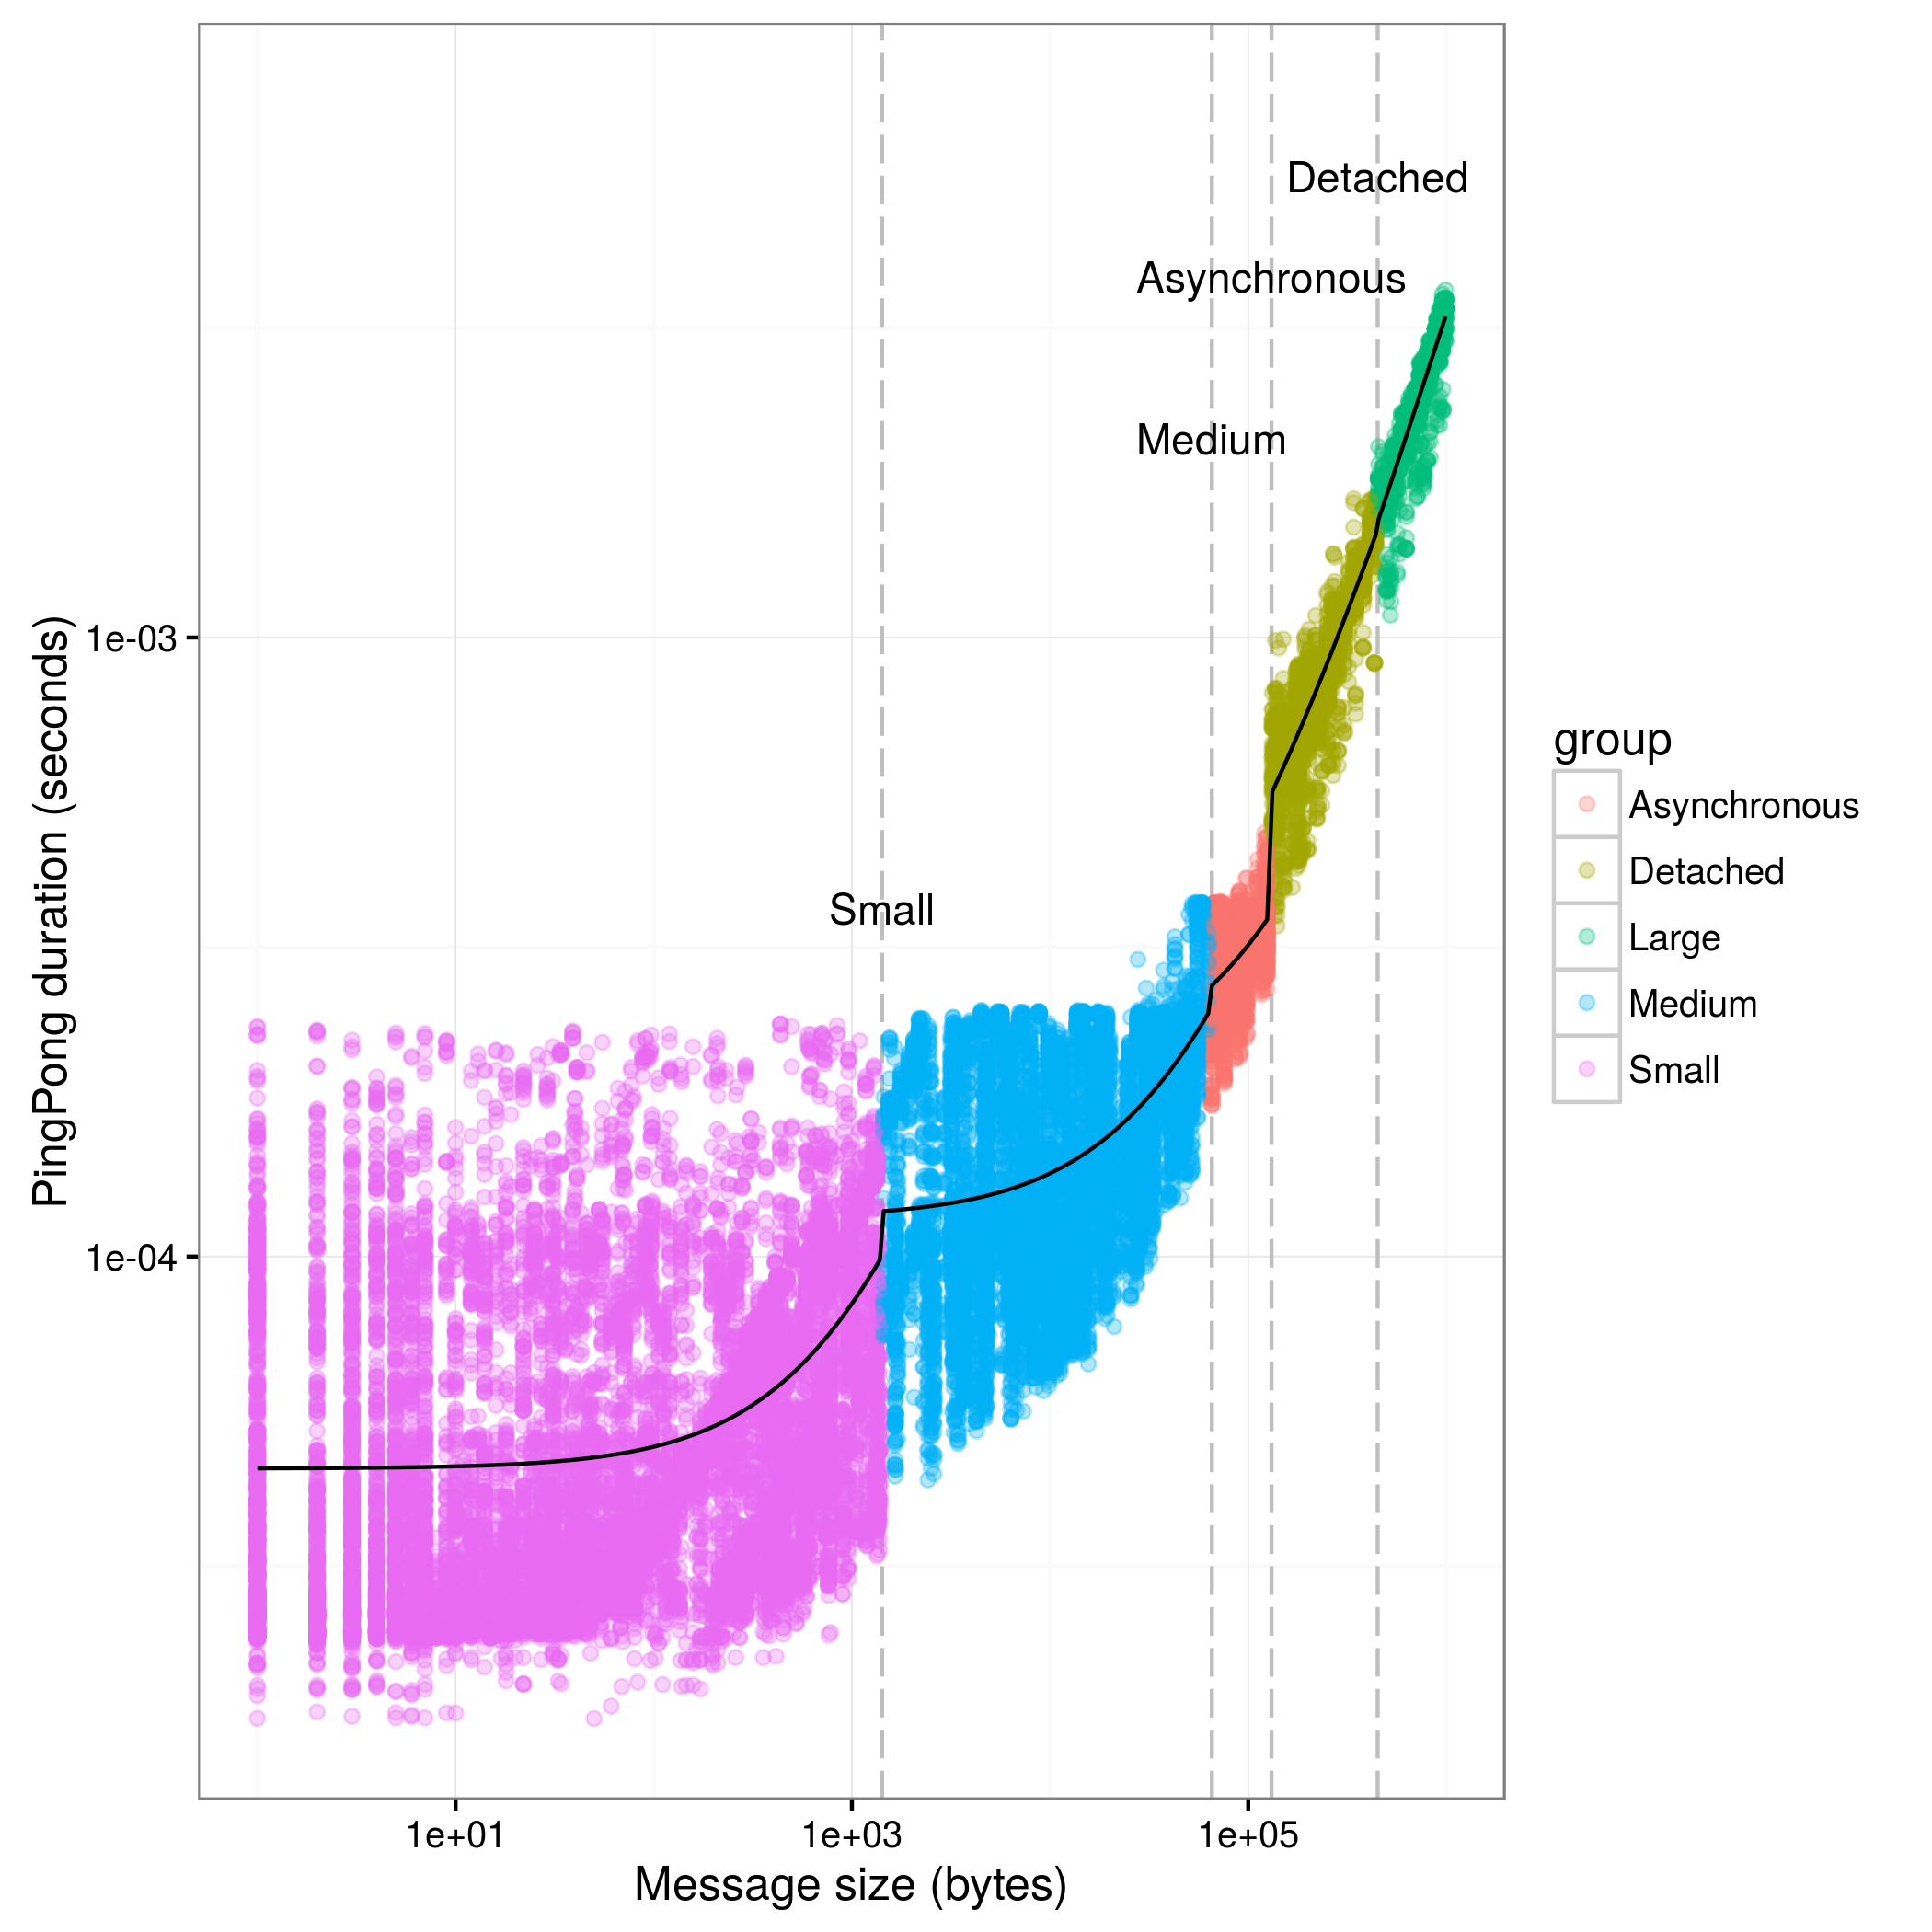 Detached
Asynchronous
Medium
Small
PingPong duration (seconds)
1e-03
1e-04
1e+01
1e+03
1e+05
Message size (bytes)
group
Asynchronous
Detached
Large
Medium
Small